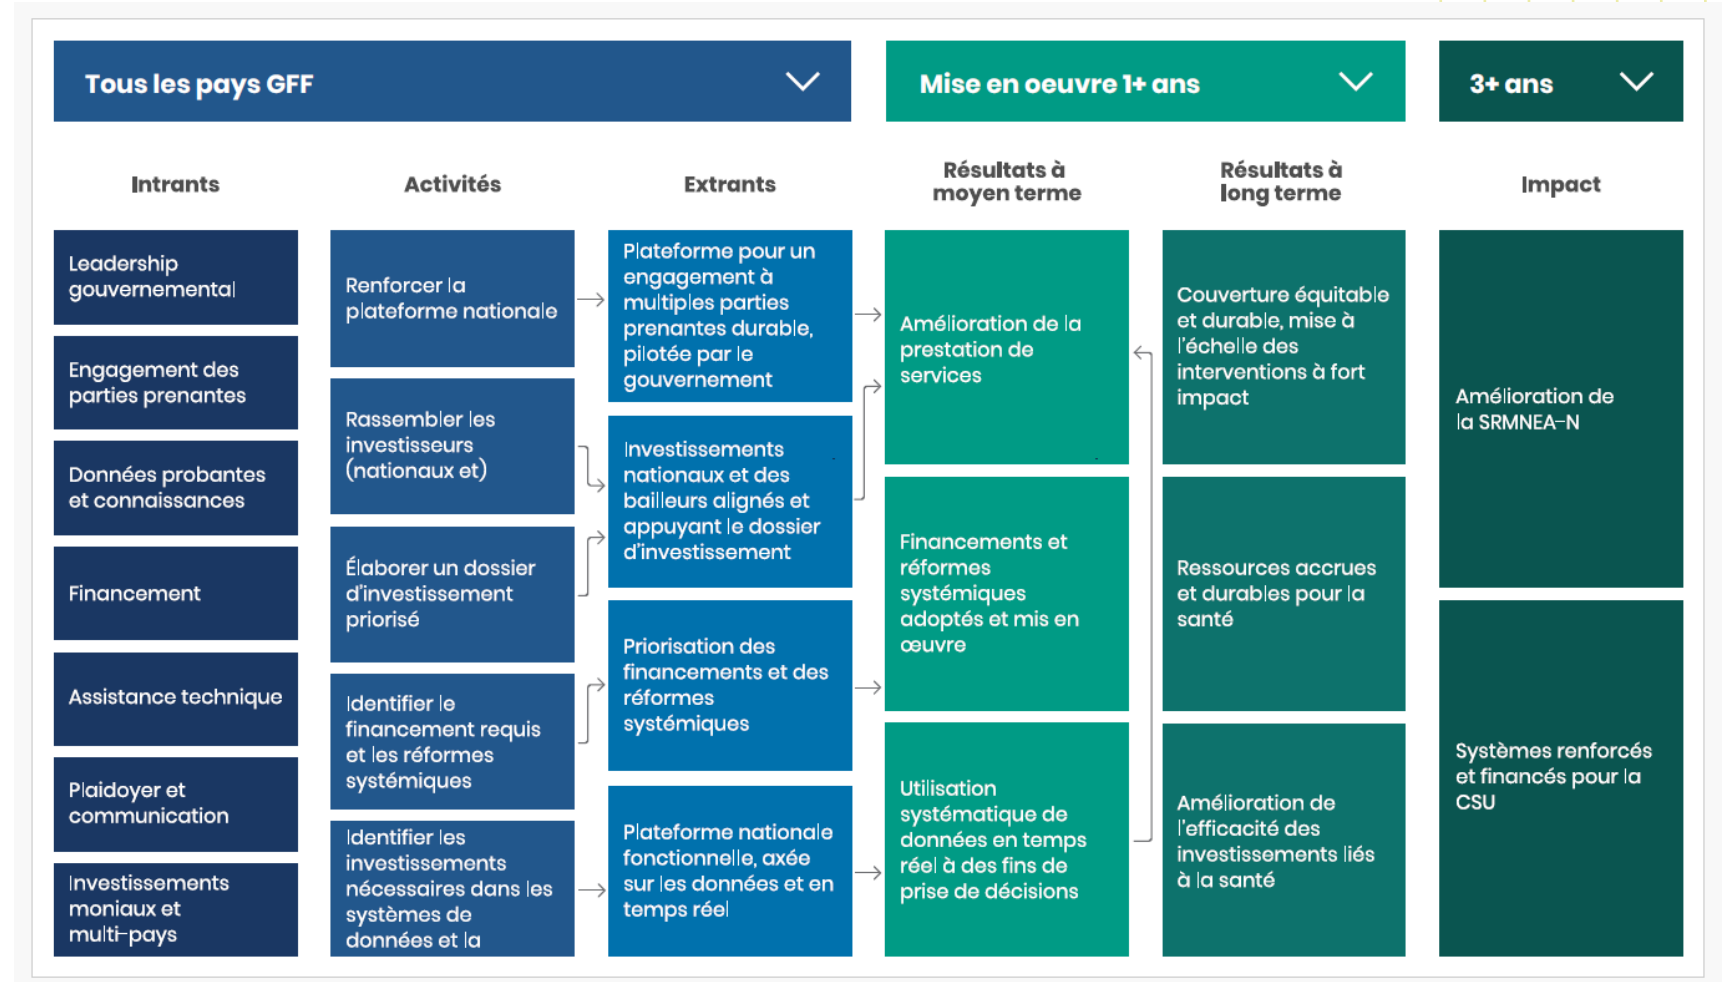 Tous les pays GFF
Mise en oeuvre 1+ ans
3+ ans
Intrants
Activités
Extrants
Résultats à
moyen terme
Résultats à
long terme
Impact
Leadership
gouvernemental
Engagement des
parties prenantes
Données probantes
et connaissances
Financement
Assistance technique
Plaidoyer et
communication
Investissements
moniaux et
multi-pays
Renforcer la
plateforme nationale
Rassembler les
investisseurs
(nationaux et)
Élaborer un dossier
d'investissement
priorisé
Identifier le
financement requis
et les réformes
systémiques
Identifier les
investissements
nécessaires dans les
systèmes de
données et la
Plateforme pour un
engagement à
multiples parties
prenantes durable,
pilotée par le
gouvernement
Investissements
nationaux et des
bailleurs alignés et
appuyant le dossier
d'investissement
Priorisation des
financements et des
réformes
systémiques
Plateforme nationale
fonctionnelle, axée
sur les données et en
temps réel
Amélioration de la
prestation de
services
Financements et
réformes
systémiques
adoptés et mis en
œuvre
Utilisation
systématique de
données en temps
réel à des fins de
prise de décisions
Couverture équitable
et durable, mise à
l'échelle des
interventions à fort
impact
Ressources accrues
et durables pour la
santé
Amélioration de
l'efficacité des
investissements liés
à la santé
Amélioration de
la SRMNEA-N
Systèmes renforcés
et financés pour la
CSU